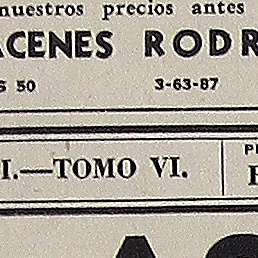 nuestros precios antes
ACENES RODR
S 50 3-63-87
I.—TOMO VI.
P